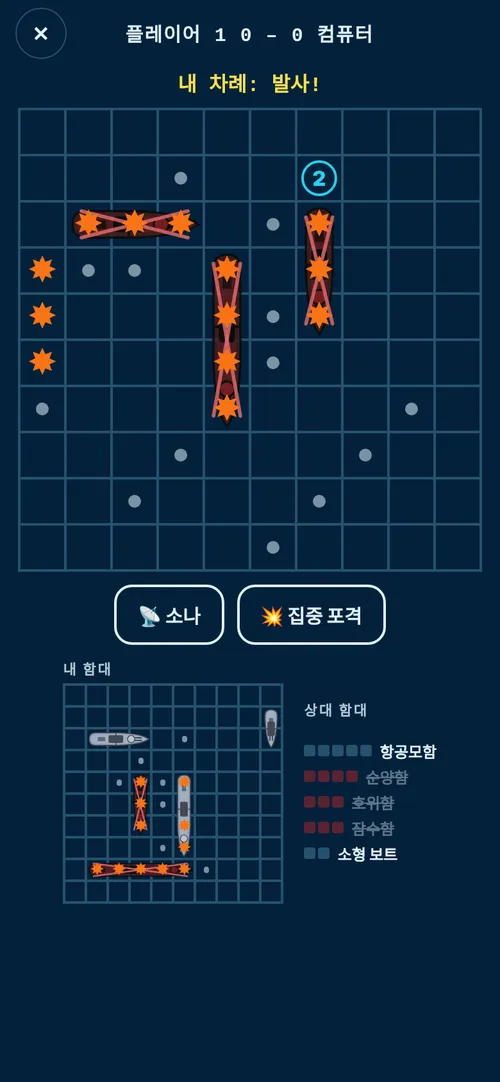 ✕
플레이어 1 0 – 0 컴퓨터
내 차례: 발사!
2
📡 소나
💥 집중 포격
내 함대
상대 함대
항공모함
순양함
호위함
잠수함
소형 보트